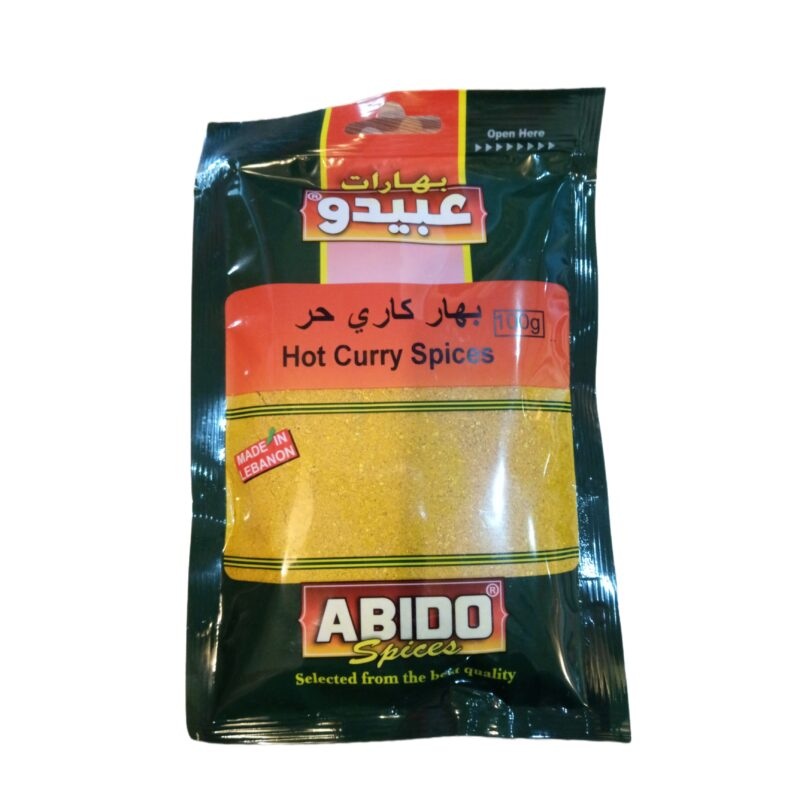 Open Here
بهارات
عبيدو®
بهار كاري حر
100g
Hot Curry Spices
MADE IN
LEBANON
ABIDO®
Spices
Selected from the best quality